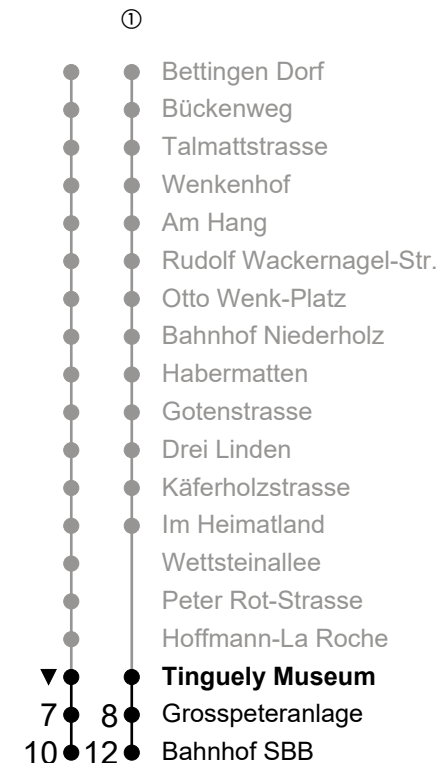 ①
Bettingen Dorf
Bückenweg
Talmattstrasse
Wenkenhof
Am Hang
Rudolf Wackernagel-Str.
Otto Wenk-Platz
Bahnhof Niederholz
Habermatten
Gotenstrasse
Drei Linden
Käferholzstrasse
Im Heimatland
Wettsteinallee
Peter Rot-Strasse
Hoffmann-La Roche
▼ Tinguely Museum
7 8 Grosspeteranlage
10 12 Bahnhof SBB